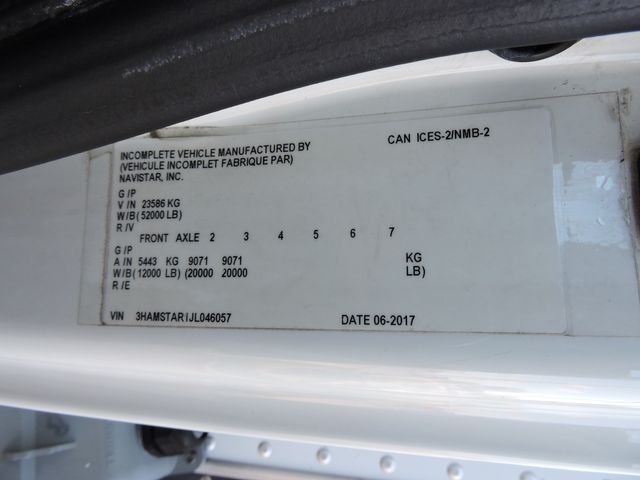 CAN ICES-2/NMB-2
INCOMPLETE VEHICLE MANUFACTURED BY
(VEHICULE INCOMPLET FABRIQUE PAR)
NAVISTAR, INC.
G/P
V/N 23586 KG
W/B( 52000 LB)
R/V
FRONT AXLE 2 3 4 5 6 7
G/P
A/N 5443 KG 9071 9071 KG
W/B( 12000 LB) (20000 20000 LB)
R/E
VIN 3HAMSTAR1JL046057 DATE 06-2017